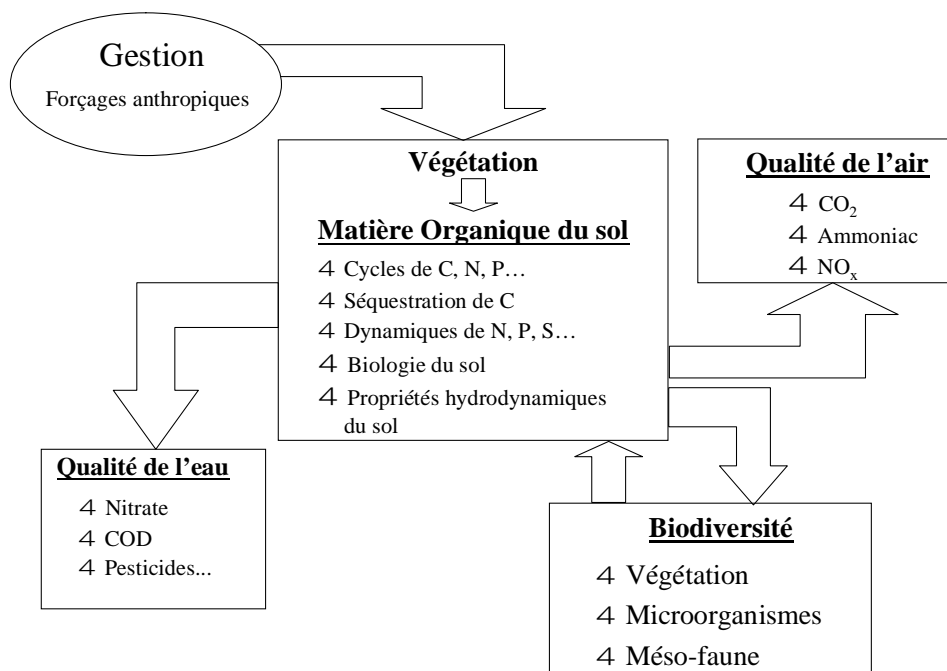 Gestion
Forçages anthropiques
Végétation
Matière Organique du sol
4 Cycles de C, N, P…
4 Séquestration de C
4 Dynamiques de N, P, S…
4 Biologie du sol
4 Propriétés hydrodynamiques
du sol
Qualité de l’air
4 CO₂
4 Ammoniac
4 NOₓ
Qualité de l’eau
4 Nitrate
4 COD
4 Pesticides...
Biodiversité
4 Végétation
4 Microorganismes
4 Méso-faune